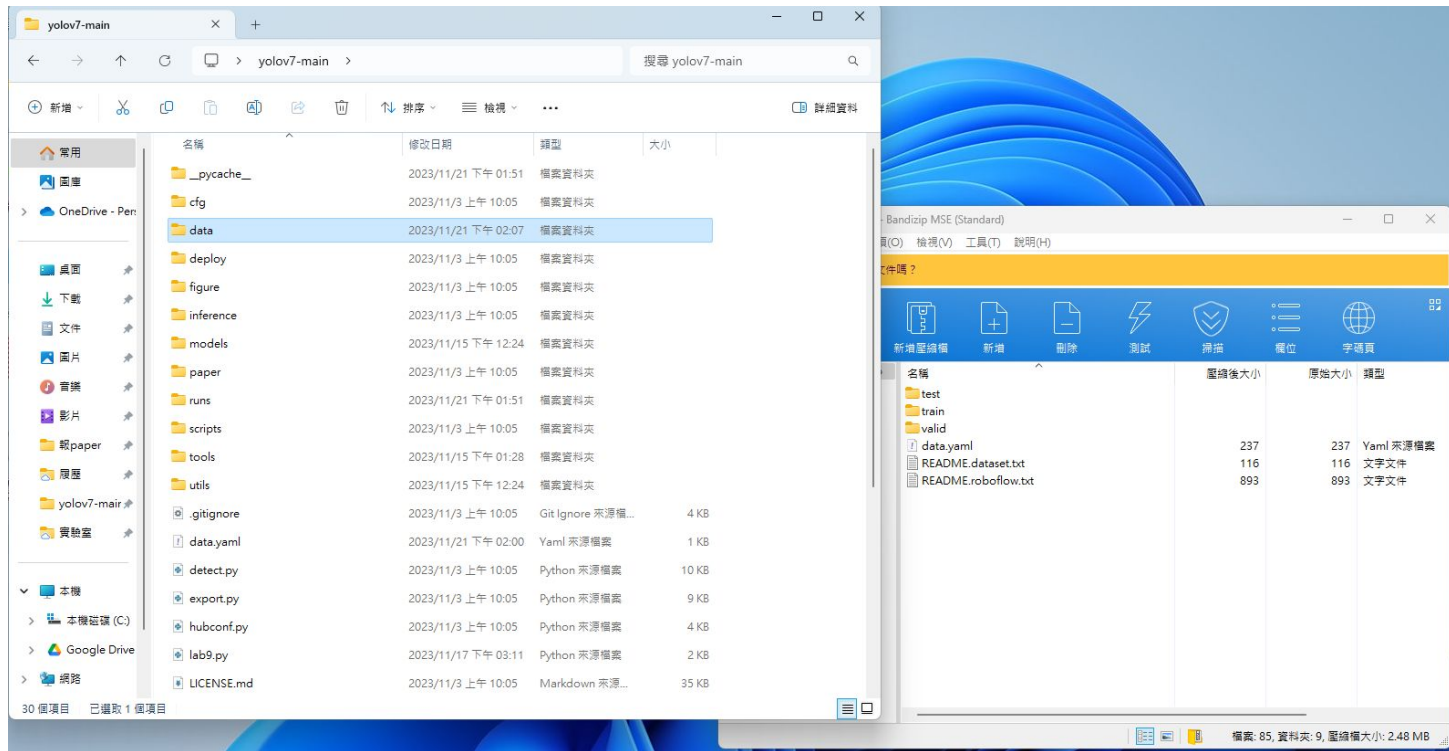 yolov7-main
yolov7-main
搜尋 yolov7-main
新增
排序
檢視
詳細資料
常用
圖庫
OneDrive - Pers
桌面
下載
文件
圖片
音樂
影片
報paper
履歷
yolov7-mair
實驗室
本機
本機磁碟 (C:)
Google Drive
網路
名稱 修改日期 類型 大小
__pycache__ 2023/11/21 下午 01:51 檔案資料夾
cfg 2023/11/3 上午 10:05 檔案資料夾
data 2023/11/21 下午 02:07 檔案資料夾
deploy 2023/11/3 上午 10:05 檔案資料夾
figure 2023/11/3 上午 10:05 檔案資料夾
inference 2023/11/3 上午 10:05 檔案資料夾
models 2023/11/15 下午 12:24 檔案資料夾
paper 2023/11/3 上午 10:05 檔案資料夾
runs 2023/11/21 下午 01:51 檔案資料夾
scripts 2023/11/3 上午 10:05 檔案資料夾
tools 2023/11/15 下午 01:28 檔案資料夾
utils 2023/11/15 下午 12:24 檔案資料夾
.gitignore 2023/11/3 上午 10:05 Git Ignore 來源檔... 4 KB
data.yaml 2023/11/21 下午 02:00 Yaml 來源檔案 1 KB
detect.py 2023/11/3 上午 10:05 Python 來源檔案 10 KB
export.py 2023/11/3 上午 10:05 Python 來源檔案 9 KB
hubconf.py 2023/11/3 上午 10:05 Python 來源檔案 4 KB
lab9.py 2023/11/17 下午 03:11 Python 來源檔案 2 KB
LICENSE.md 2023/11/3 上午 10:05 Markdown 來源... 35 KB
30 個項目 已選取 1 個項目
- Bandizip MSE (Standard)
(O) 檢視(V) 工具(T) 說明(H)
文件嗎？
新增壓縮檔 新增 刪除 測試 掃描 欄位 字碼頁
名稱 壓縮後大小 原始大小 類型
test
train
valid
data.yaml 237 237 Yaml 來源檔案
README.dataset.txt 116 116 文字文件
README.roboflow.txt 893 893 文字文件
檔案: 85, 資料夾: 9, 壓縮檔大小: 2.48 MB